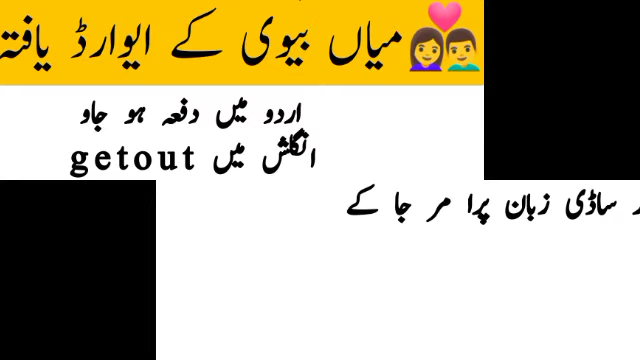 میاں بیوی کے ایوارڈ یافتہ
اردو میں دفعہ ہو جاو
انگلش میں getout
ساڈی زبان پرا مر جا کے